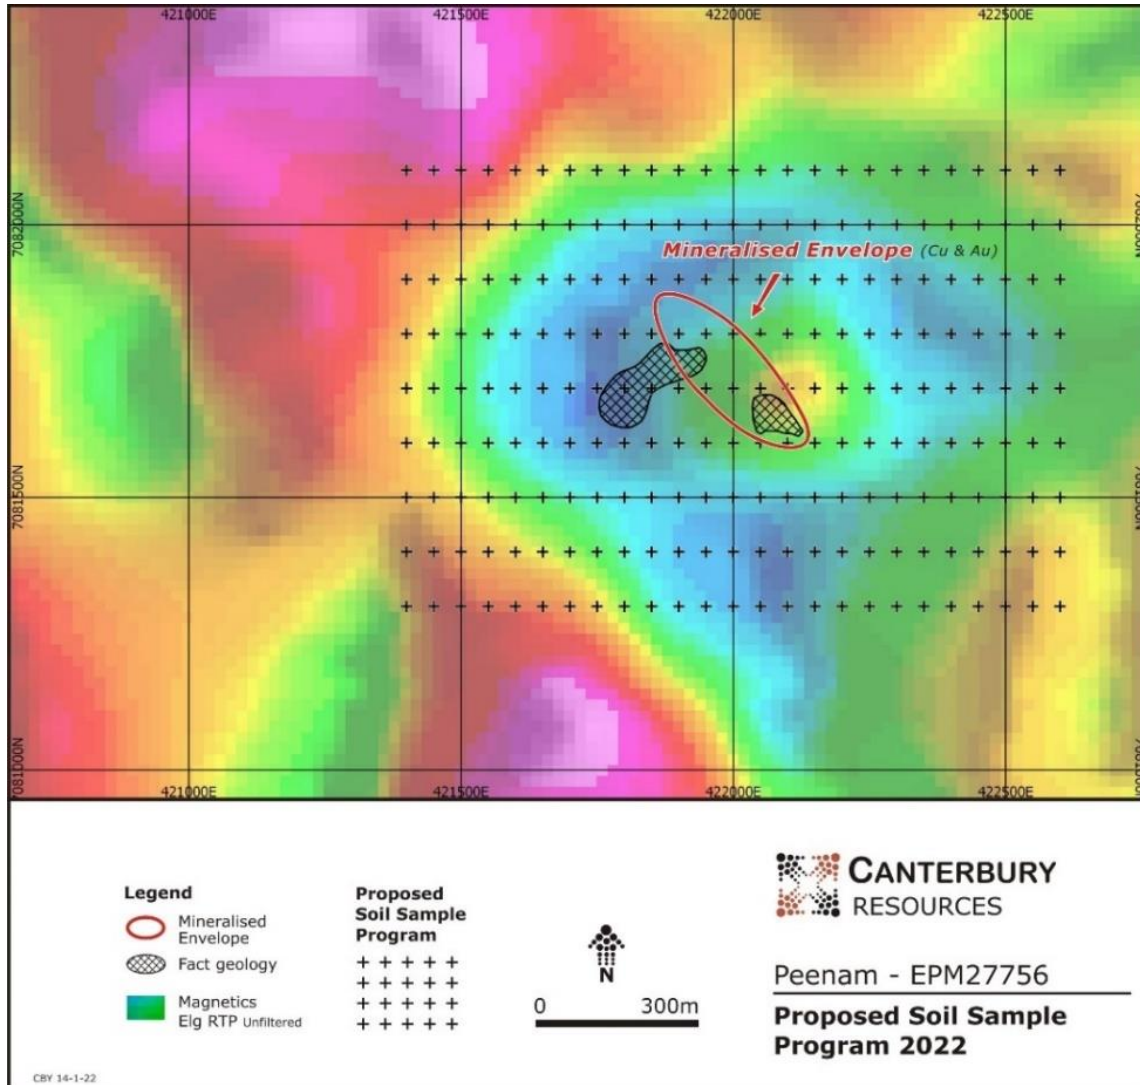 421000E 421500E 422000E 422500E
7082000N 7082000N
Mineralised Envelope (Cu & Au)
7081500N
7081000N
421000E 421500E 422000E 422500E
Legend
Mineralised
Envelope
Fact geology
Magnetics
Elg RTP Unfiltered
Proposed
Soil Sample
Program
N
0 300m
CANTERBURY
RESOURCES
Peenam - EPM27756
Proposed Soil Sample
Program 2022
CBY 14-1-22